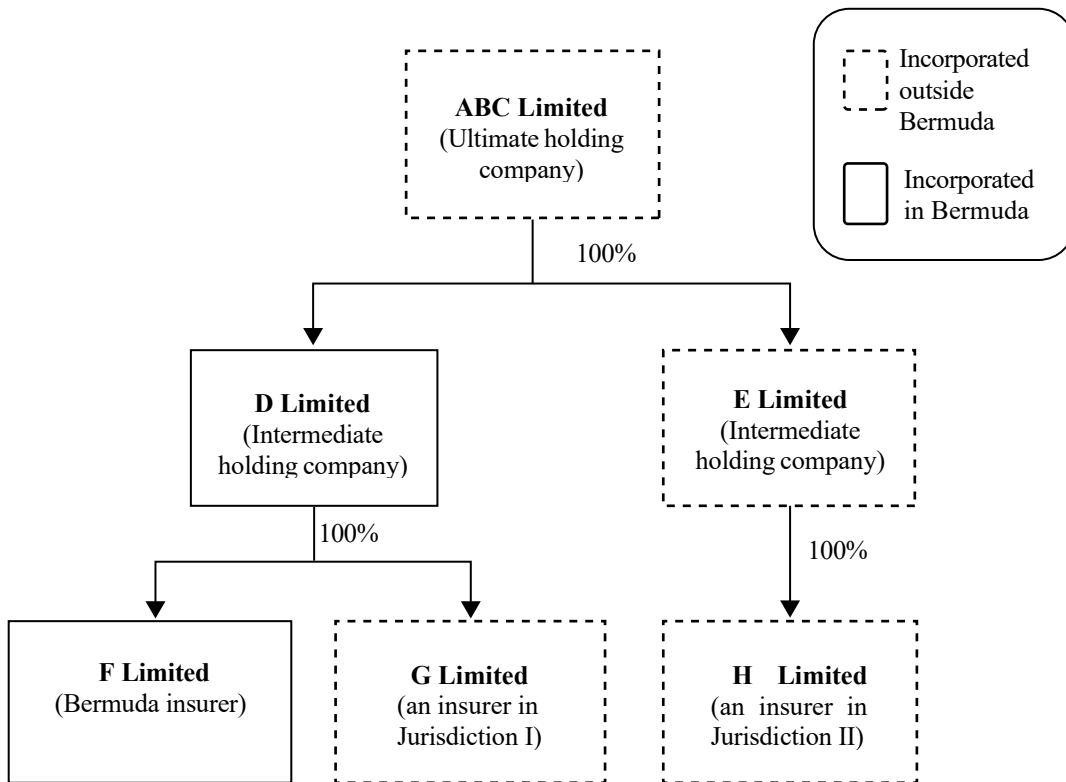 ABC Limited
(Ultimate holding
company)
Incorporated
outside
Bermuda
Incorporated
in Bermuda
100%
D Limited
(Intermediate
holding company)
E Limited
(Intermediate
holding company)
100%
100%
F Limited
(Bermuda insurer)
G Limited
(an insurer in
Jurisdiction I)
H Limited
(an insurer in
Jurisdiction II)